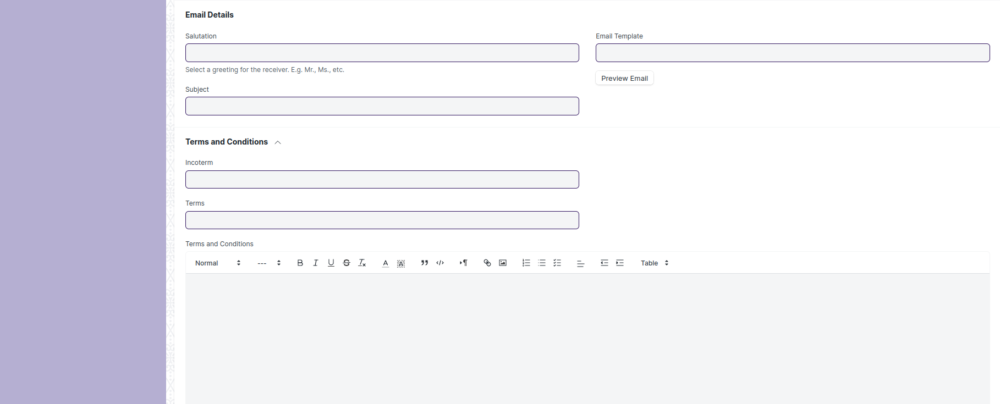 Email Details
Salutation
Email Template
Select a greeting for the receiver. E.g. Mr., Ms., etc.
Preview Email
Subject
Terms and Conditions
Incoterm
Terms
Terms and Conditions
Normal --- Table